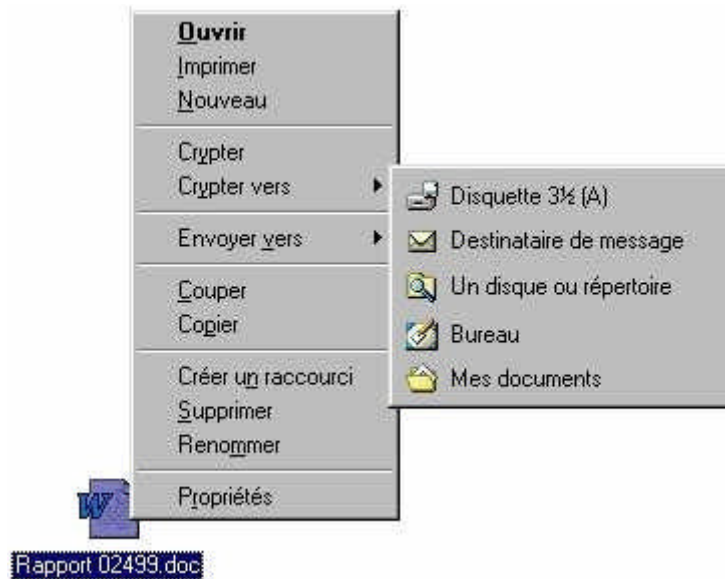 Ouvrir
Imprimer
Nouveau
Crypter
Crypter vers
Envoyer vers
Couper
Copier
Créer un raccourci
Supprimer
Renommer
Propriétés
Disquette 3½ (A)
Destinataire de message
Un disque ou répertoire
Bureau
Mes documents
W
Rapport 02499.doc